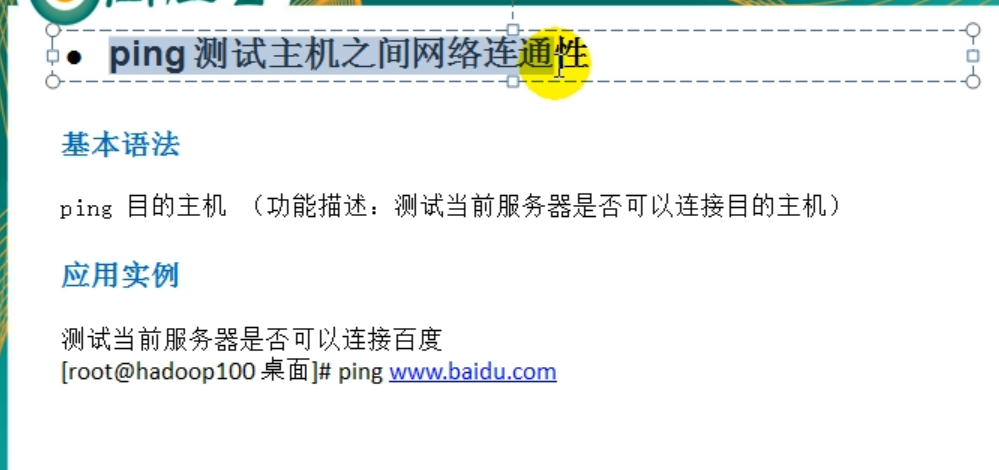 • ping 测试主机之间网络连通性
基本语法
ping 目的主机 （功能描述：测试当前服务器是否可以连接目的主机）
应用实例
测试当前服务器是否可以连接百度
[root@hadoop100 桌面]# ping www.baidu.com